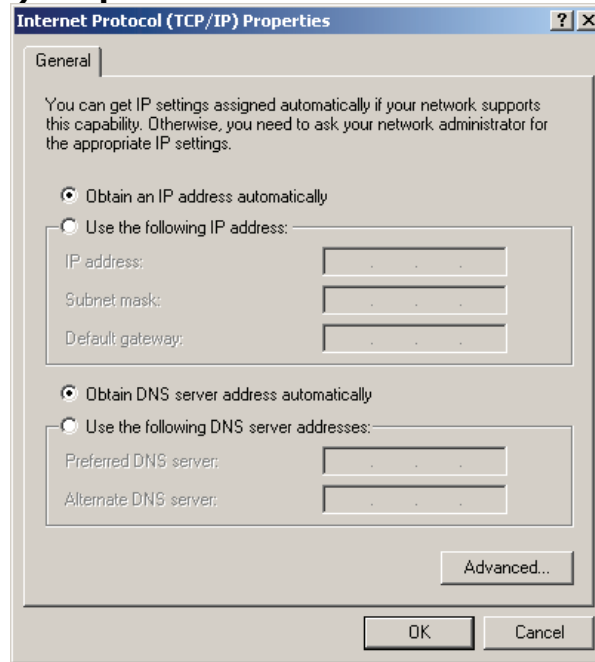 Internet Protocol (TCP/IP) Properties
General
You can get IP settings assigned automatically if your network supports
this capability. Otherwise, you need to ask your network administrator for
the appropriate IP settings.
Obtain an IP address automatically
Use the following IP address:
IP address:
Subnet mask:
Default gateway:
Obtain DNS server address automatically
Use the following DNS server addresses:
Preferred DNS server:
Alternate DNS server:
Advanced...
OK Cancel